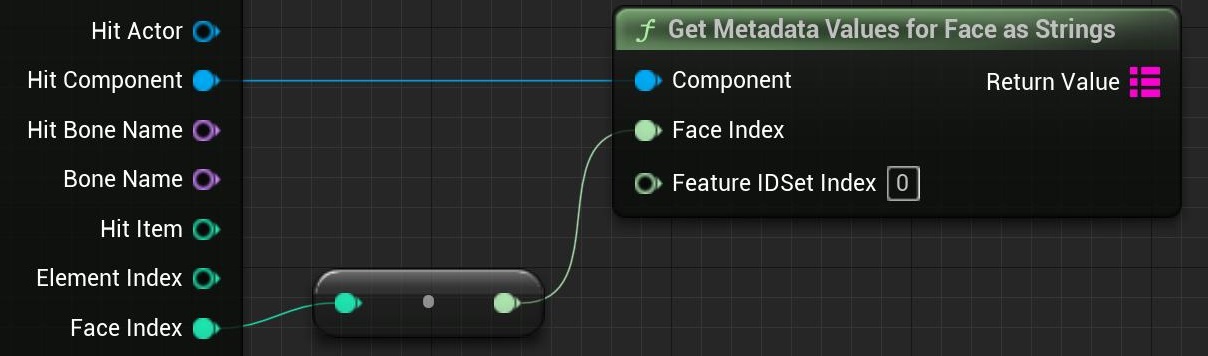 Hit Actor
Hit Component
Hit Bone Name
Bone Name
Hit Item
Element Index
Face Index
f Get Metadata Values for Face as Strings
Component
Return Value
Face Index
Feature IDSet Index 0